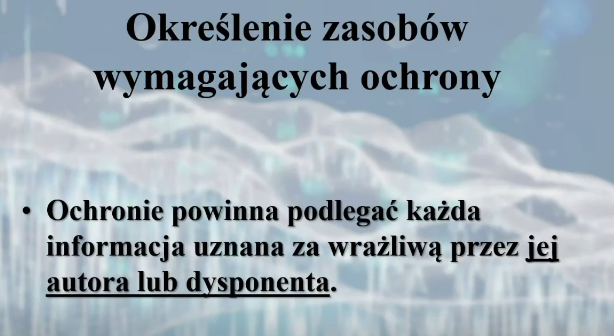 Określenie zasobów
wymagających ochrony
• Ochronie powinna podlegać każda
informacja uznana za wrażliwą przez jej
autora lub dysponenta.